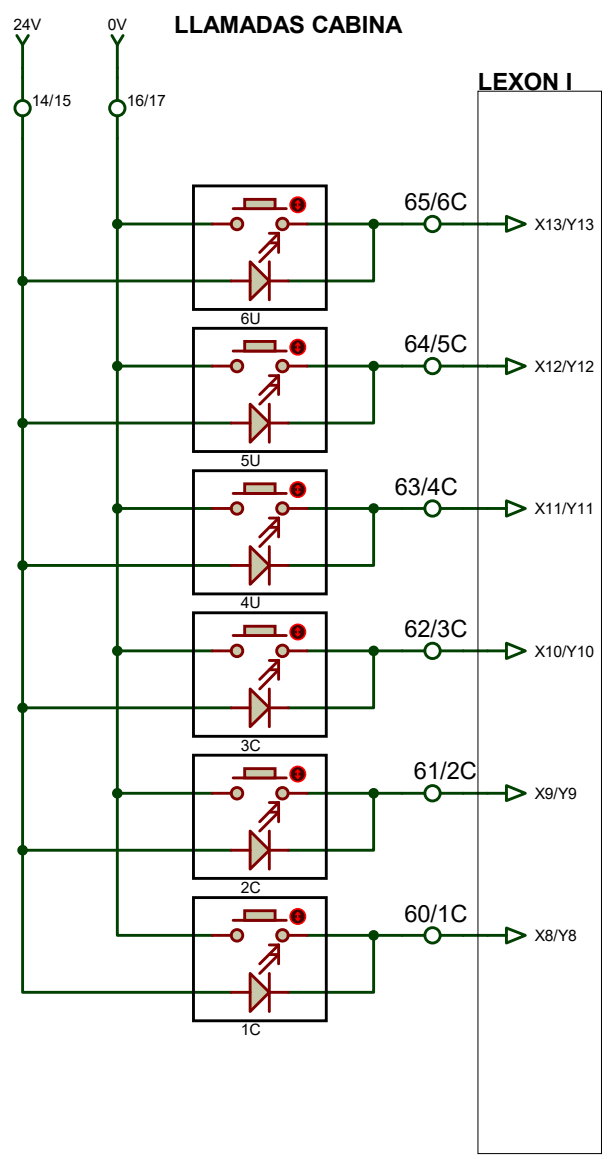 24V
0V
LLAMADAS CABINA
14/15
16/17
LEXON I
65/6C
X13/Y13
6U
64/5C
X12/Y12
5U
63/4C
X11/Y11
4U
62/3C
X10/Y10
3C
61/2C
X9/Y9
2C
60/1C
X8/Y8
1C